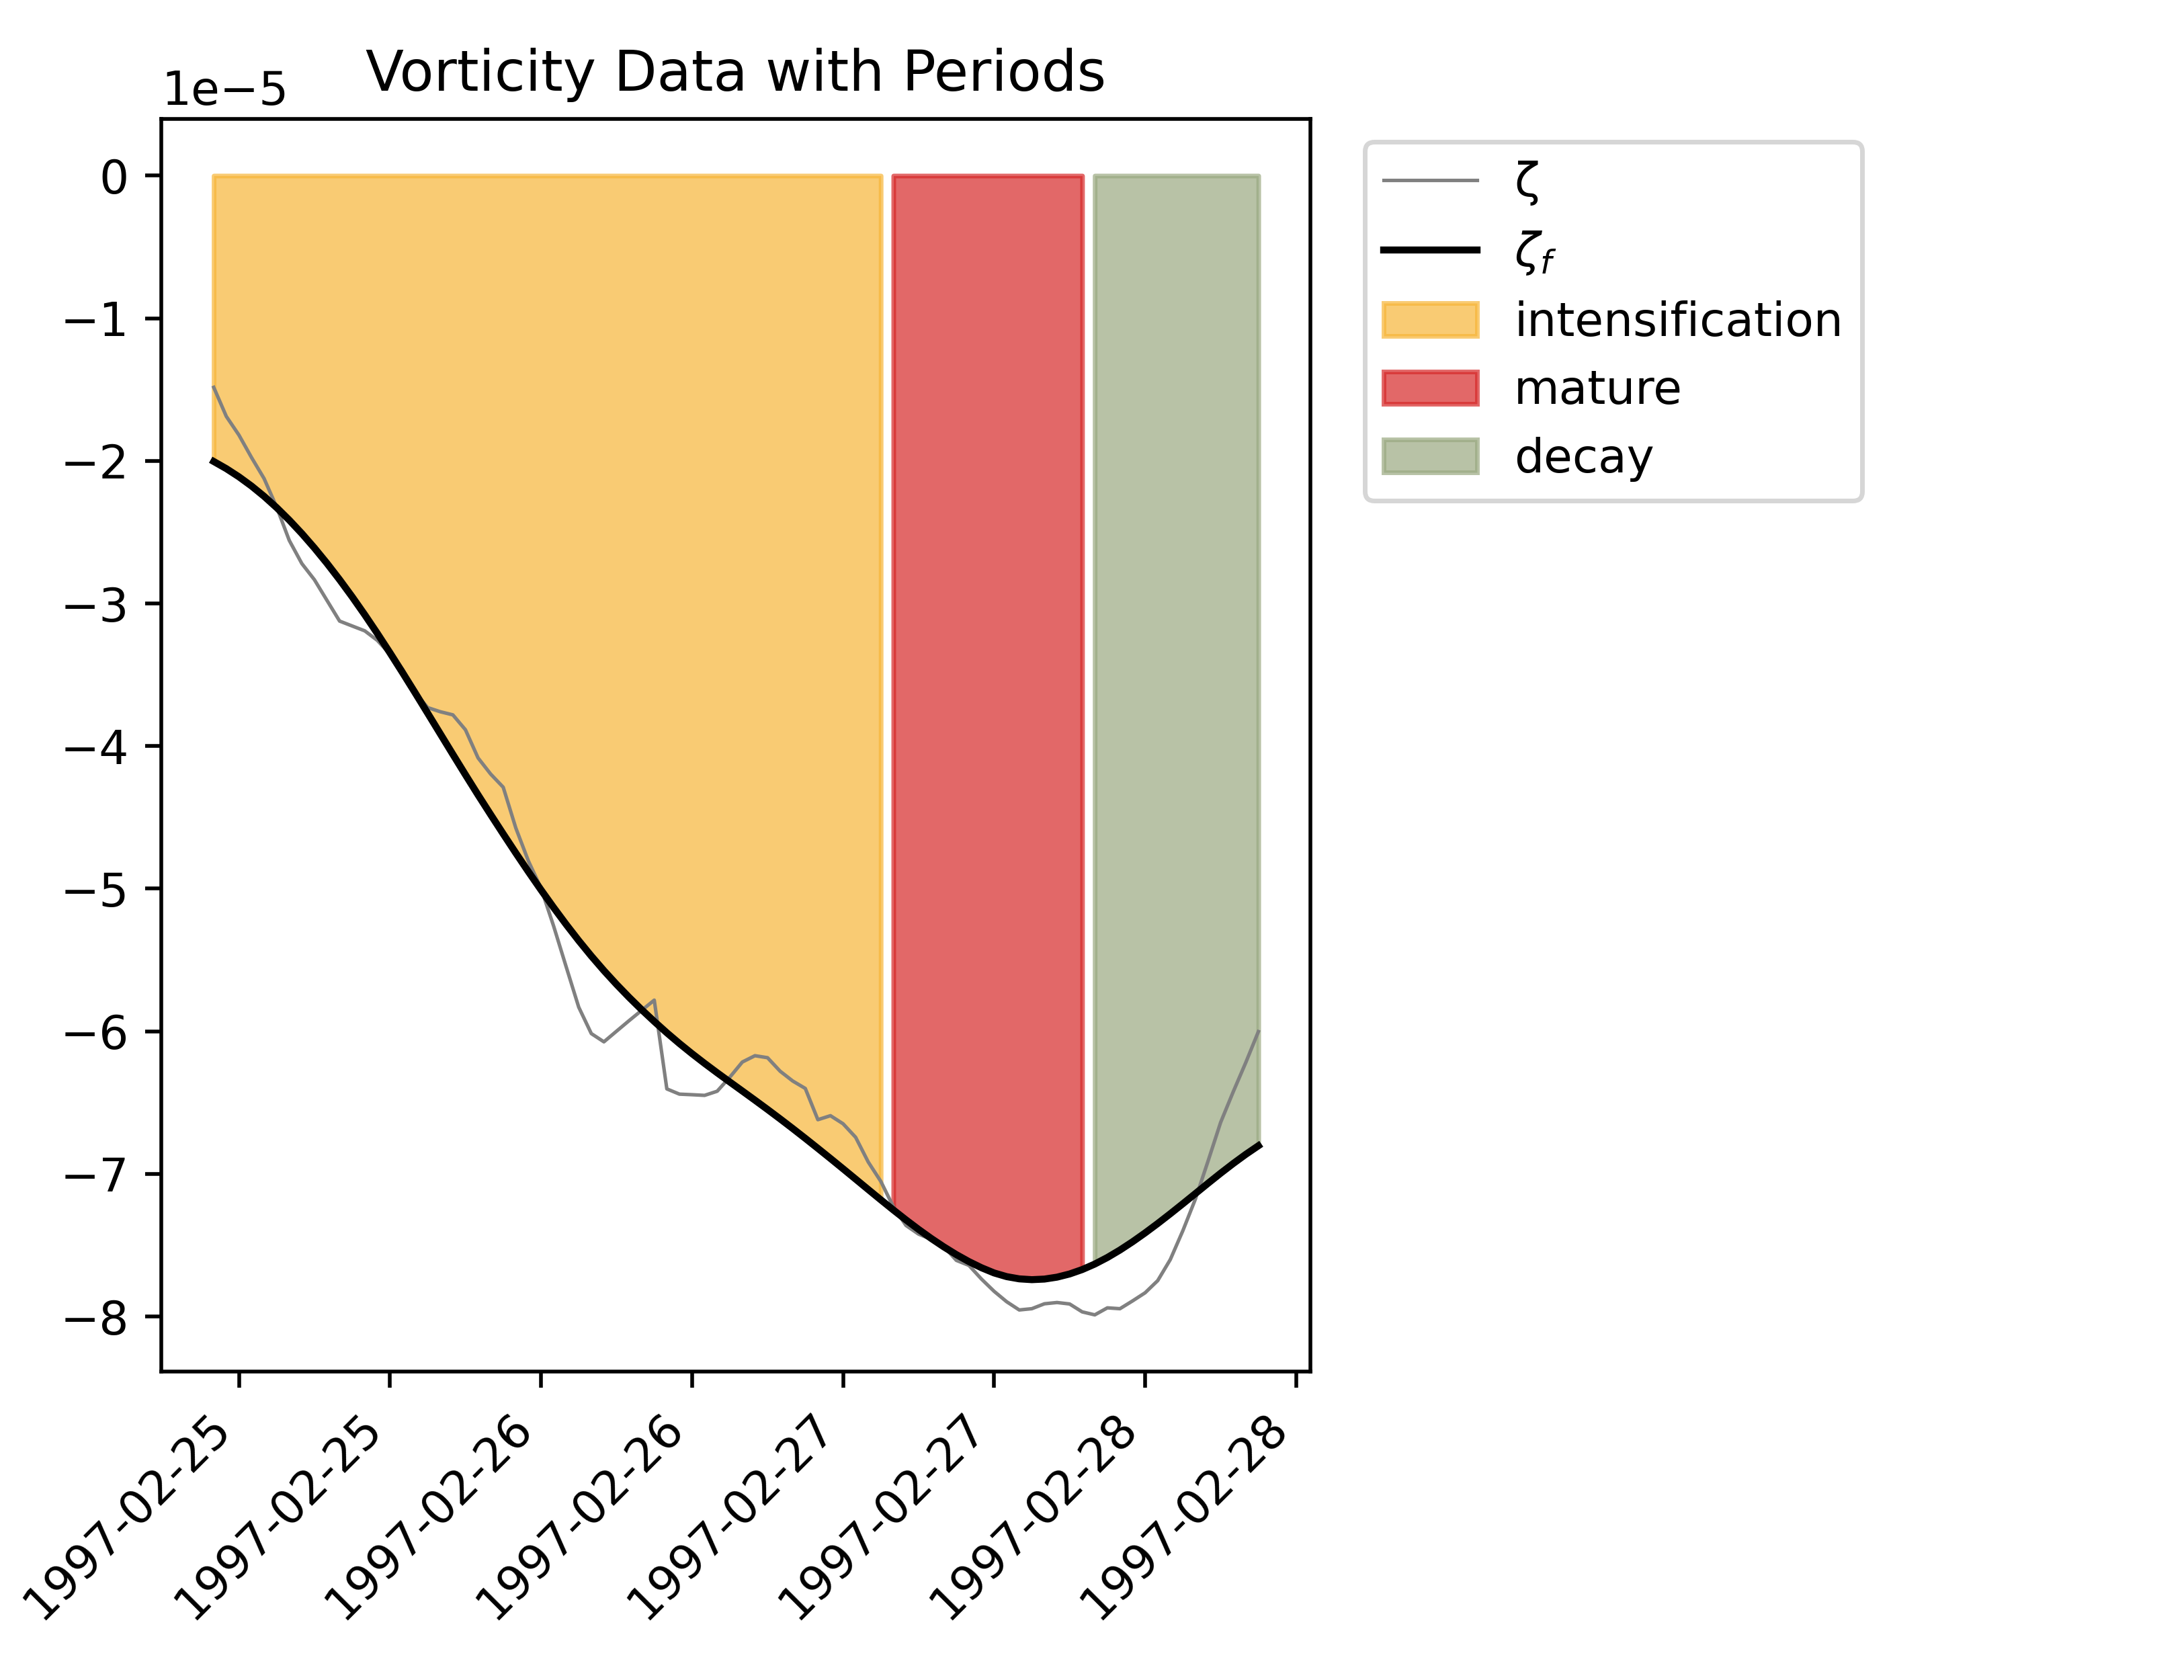 Vorticity Data with Periods
1e−5
0
−1
−2
−3
−4
−5
−6
−7
−8
1997-02-25
1997-02-25
1997-02-26
1997-02-26
1997-02-27
1997-02-27
1997-02-28
1997-02-28
ζ
ζf
intensification
mature
decay